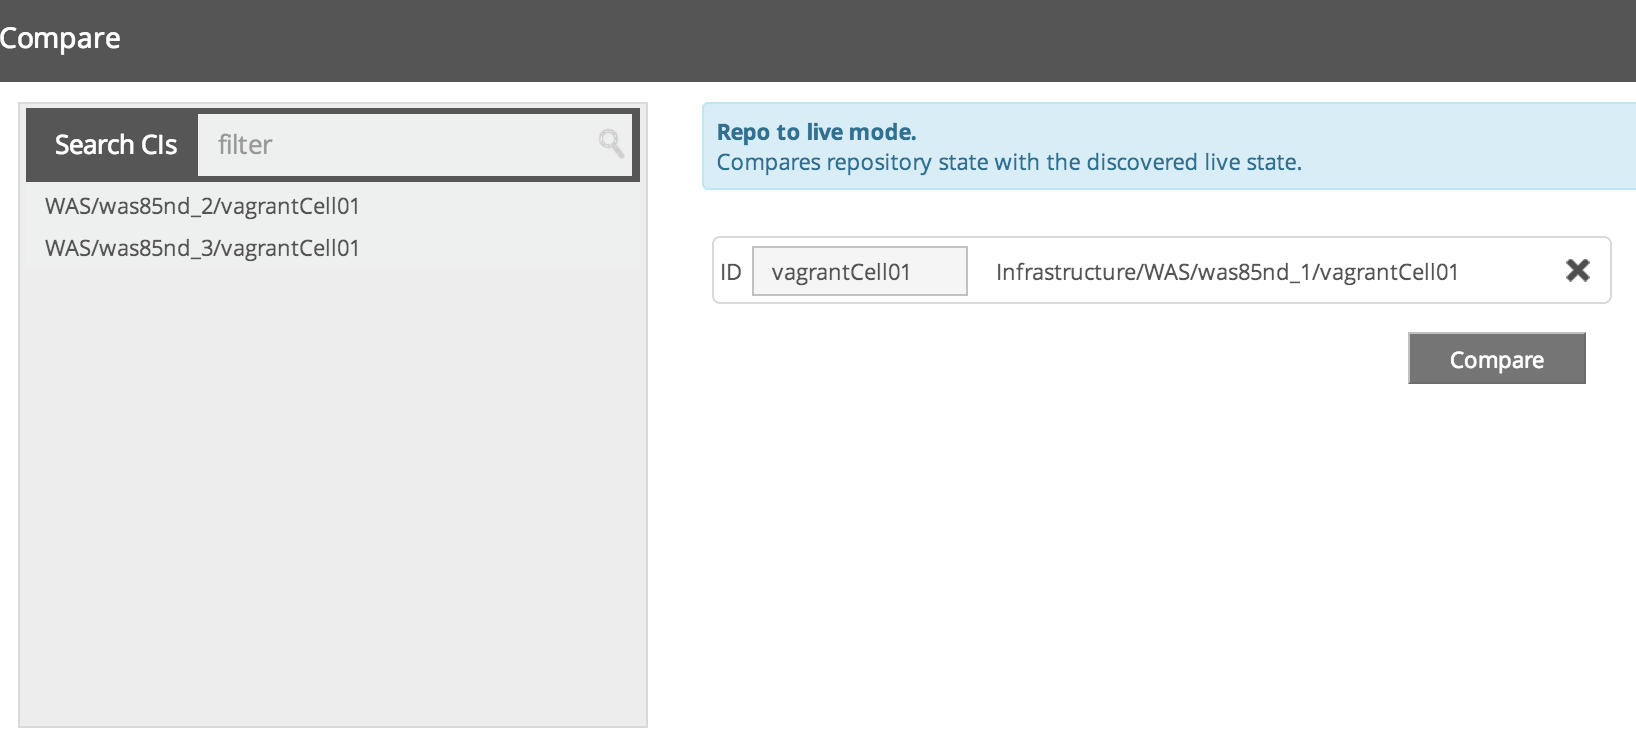 Compare
Search CIs
filter
WAS/was85nd_2/vagrantCell01
WAS/was85nd_3/vagrantCell01
Repo to live mode.
Compares repository state with the discovered live state.
ID vagrantCell01 Infrastructure/WAS/was85nd_1/vagrantCell01
Compare